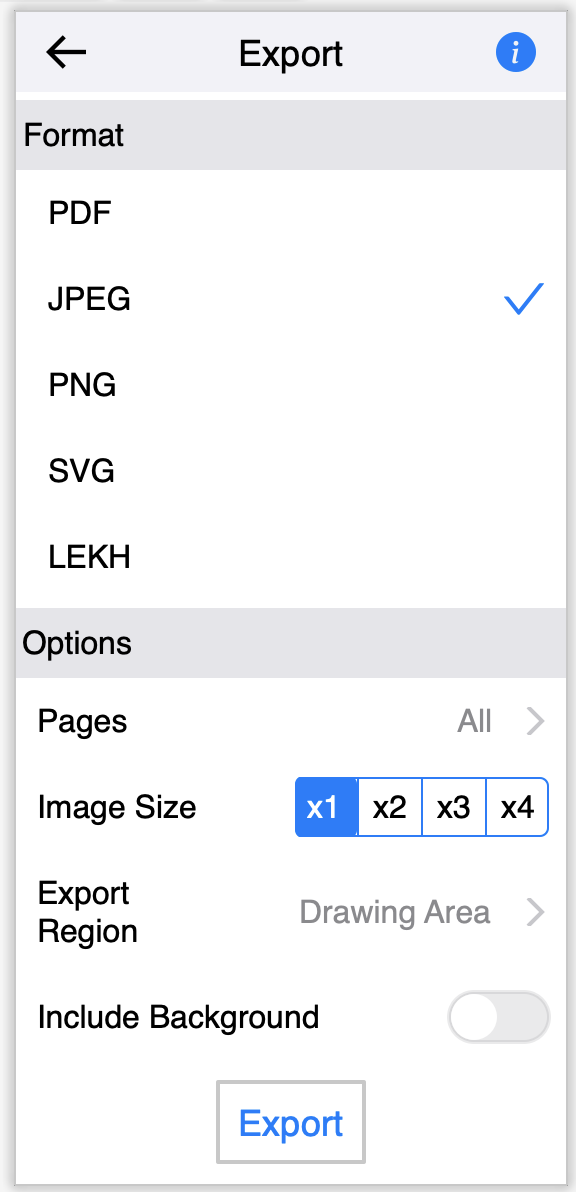 Export
i
Format
PDF
JPEG
PNG
SVG
LEKH
Options
Pages All
Image Size x1 x2 x3 x4
Export
Region Drawing Area
Include Background
Export